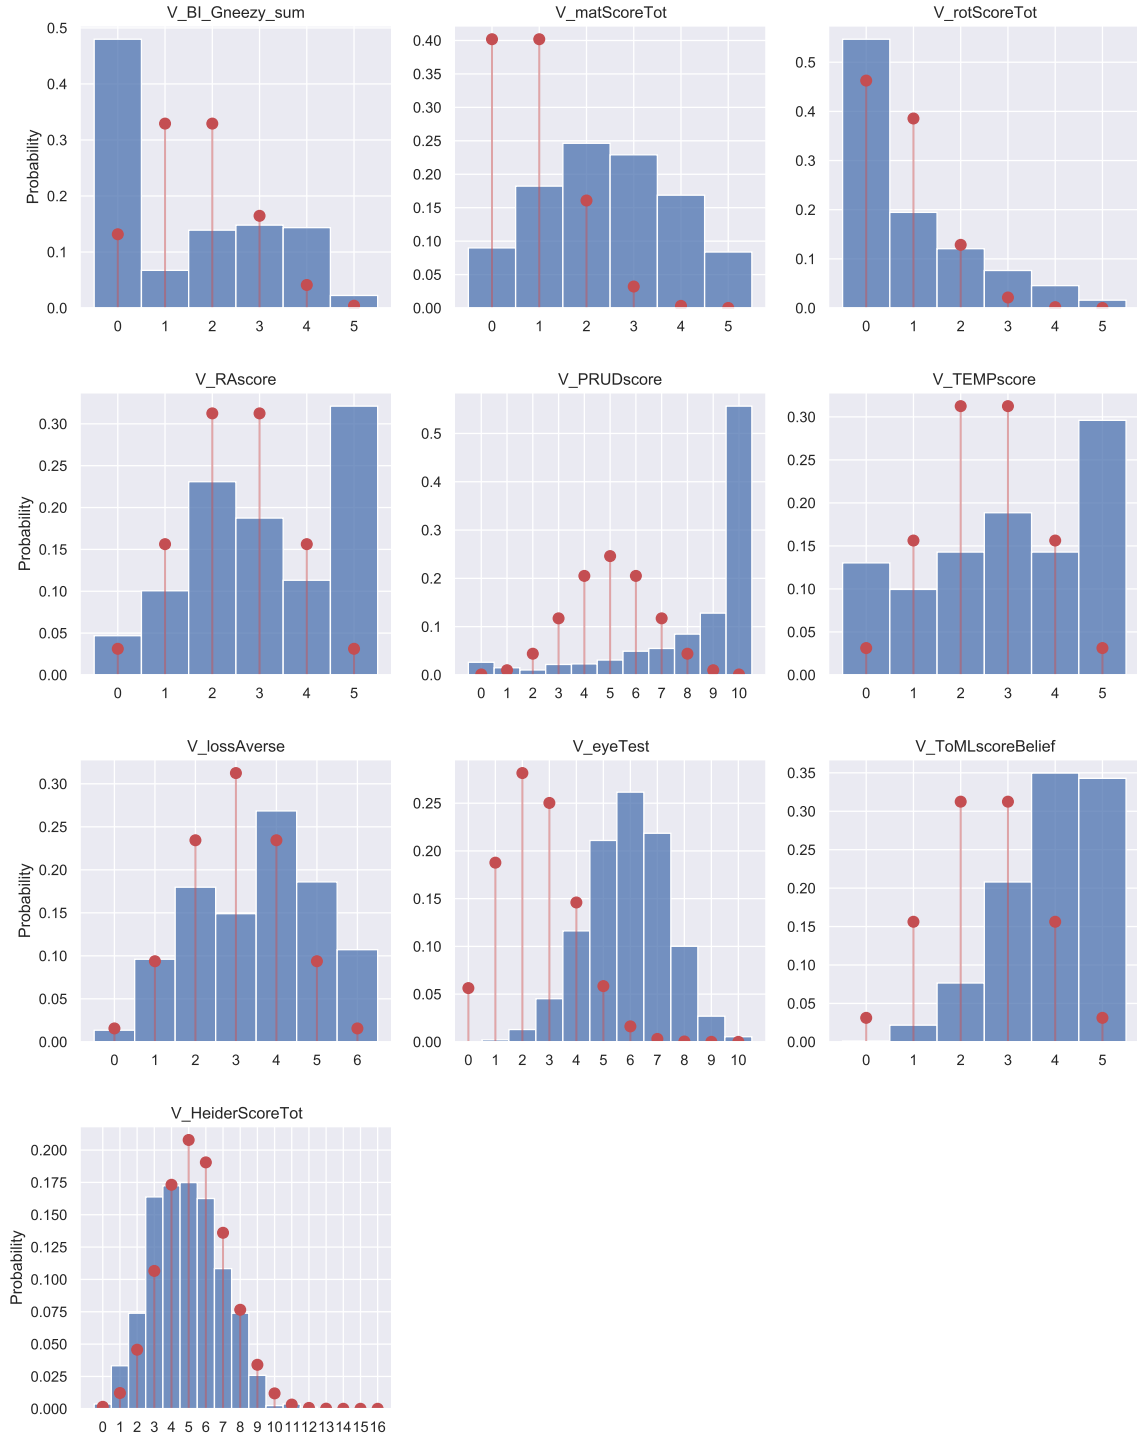 V_BI_Gneezy_sum
0.5
0.4
0.3
0.2
0.1
0.0
Probability
0 1 2 3 4 5
V_matScoreTot
0.40
0.35
0.30
0.25
0.20
0.15
0.10
0.05
0.00
0 1 2 3 4 5
V_rotScoreTot
0.5
0.4
0.3
0.2
0.1
0.0
0 1 2 3 4 5
V_RAscore
0.30
0.25
0.20
0.15
0.10
0.05
0.00
Probability
0 1 2 3 4 5
V_PRUDscore
0.5
0.4
0.3
0.2
0.1
0.0
0 1 2 3 4 5 6 7 8 9 10
V_TEMPscore
0.30
0.25
0.20
0.15
0.10
0.05
0.00
0 1 2 3 4 5
V_lossAverse
0.30
0.25
0.20
0.15
0.10
0.05
0.00
Probability
0 1 2 3 4 5 6
V_eyeTest
0.25
0.20
0.15
0.10
0.05
0.00
0 1 2 3 4 5 6 7 8 9 10
V_ToMLscoreBelief
0.35
0.30
0.25
0.20
0.15
0.10
0.05
0.00
0 1 2 3 4 5
V_HeiderScoreTot
0.200
0.175
0.150
0.125
0.100
0.075
0.050
0.025
0.000
Probability
0 1 2 3 4 5 6 7 8 9 10 11 12 13 14 15 16